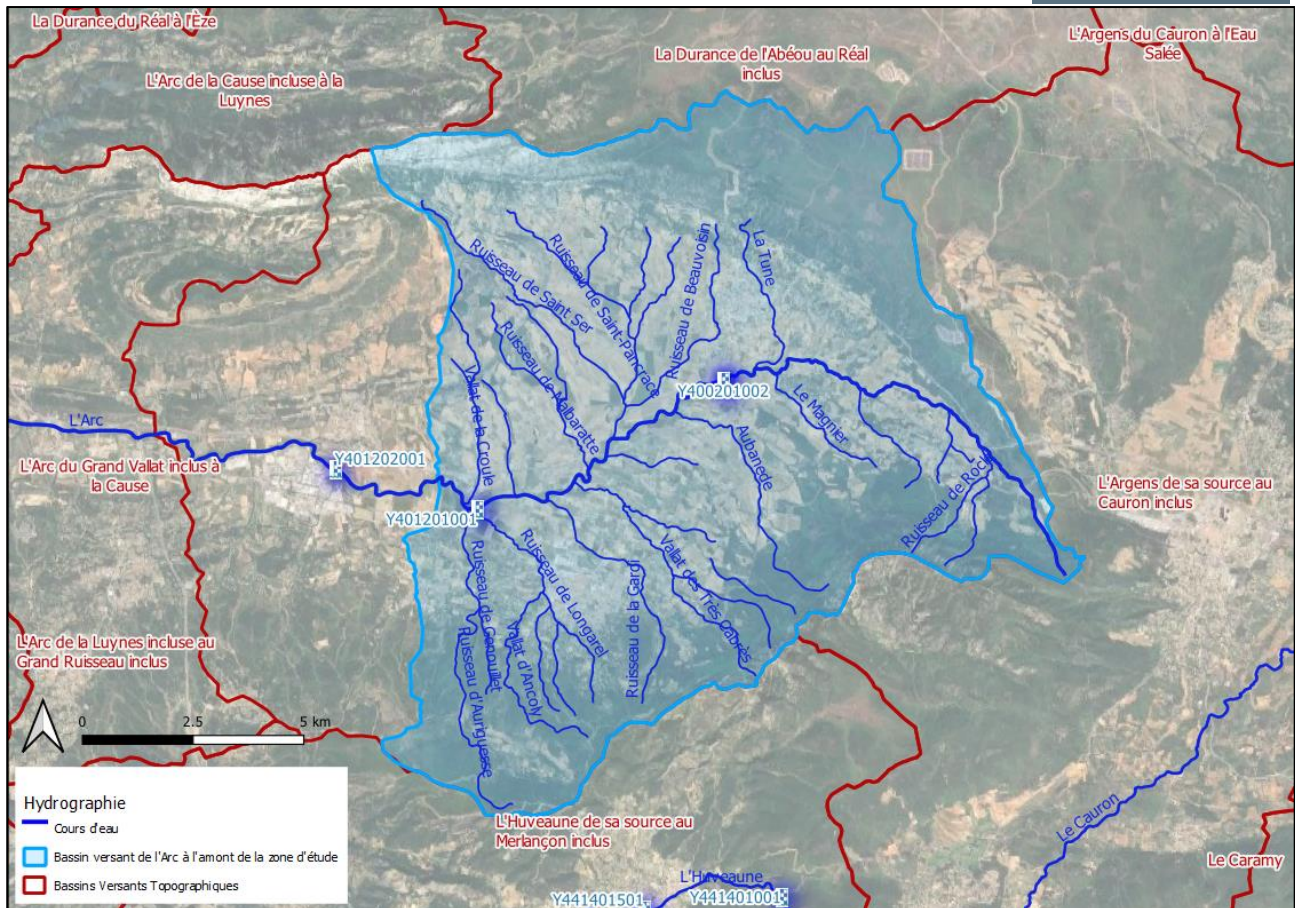 La Durance du Réal à l'Èze
L'Arc de la Cause incluse à la
Luynes
La Durance de l'Abéou au Réal
inclus
L'Argens du Cauron à l'Eau
Salée
Ruisseau de Saint Ser
Ruisseau de Saint-Pancrace
Ruisseau de Beauvoisin
La Tune
Ruisseau de Malbaratte
Vallat de la Croule
Y400201002
Le Magnier
Aubanede
Ruisseau de Rock
L'Arc
Y401202001
L'Arc du Grand Vallat inclus à
la Cause
Y401201001
L'Argens de sa source au
Cauron inclus
Ruisseau de Genouillet
Ruisseau de Longarel
Vallat d'Ancoly
Ruisseau d'Auriguesse
Ruisseau de la Gardi
Vallat des Très Cabrès
L'Arc de la Luynes incluse au
Grand Ruisseau inclus
0 2.5 5 km
Hydrographie
Cours d'eau
Bassin versant de l'Arc à l'amont de la zone d'étude
Bassins Versants Topographiques
L'Huveaune de sa source au
Merlançon inclus
Le Cauron
Le Caramy
L'Huveaune
Y441401501
Y441401001